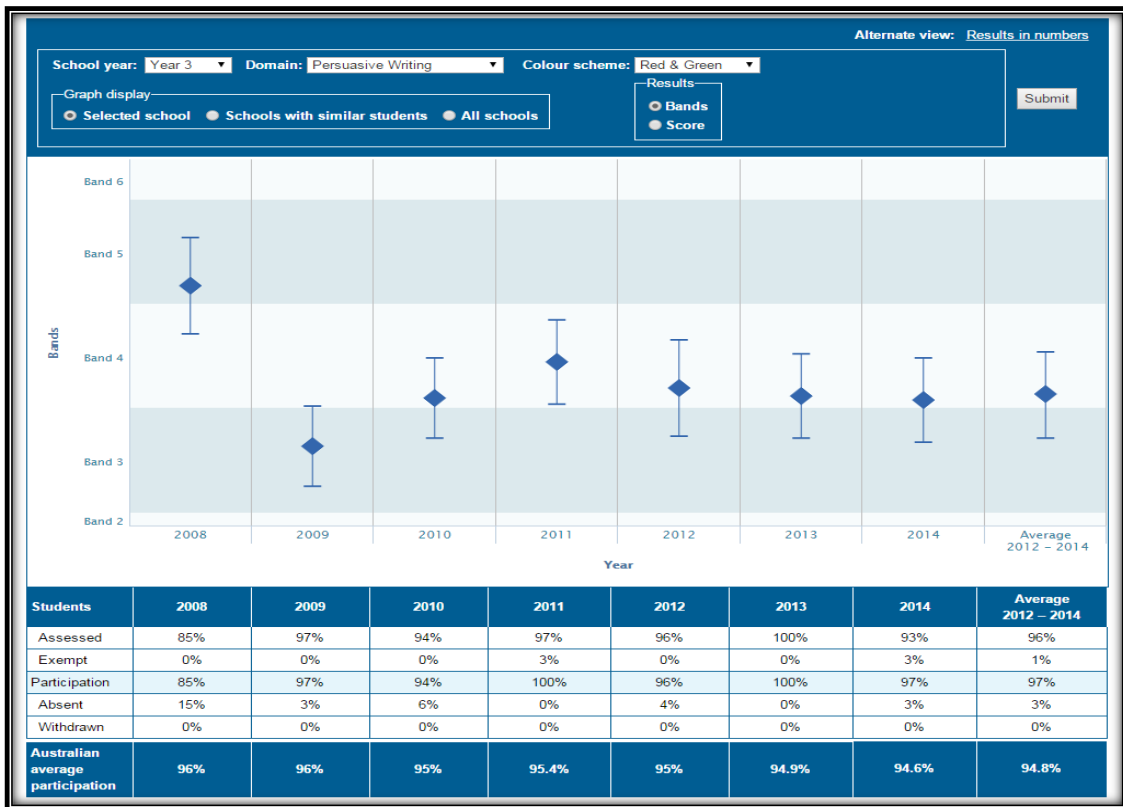 Alternate view: Results in numbers
School year: Year 3 Domain: Persuasive Writing Colour scheme: Red & Green
Graph display
Selected school Schools with similar students All schools
Results
Bands
Score
Submit
Band 6
Band 5
Band 4
Band 3
Band 2
Bands
2008 2009 2010 2011 2012 2013 2014 Average
2012 – 2014
Year
Students 2008 2009 2010 2011 2012 2013 2014 Average
2012 – 2014
Assessed 85% 97% 94% 97% 96% 100% 93% 96%
Exempt 0% 0% 0% 3% 0% 0% 3% 1%
Participation 85% 97% 94% 100% 96% 100% 97% 97%
Absent 15% 3% 6% 0% 4% 0% 3% 3%
Withdrawn 0% 0% 0% 0% 0% 0% 0% 0%
Australian
average
participation 96% 96% 95% 95.4% 95% 94.9% 94.6% 94.8%